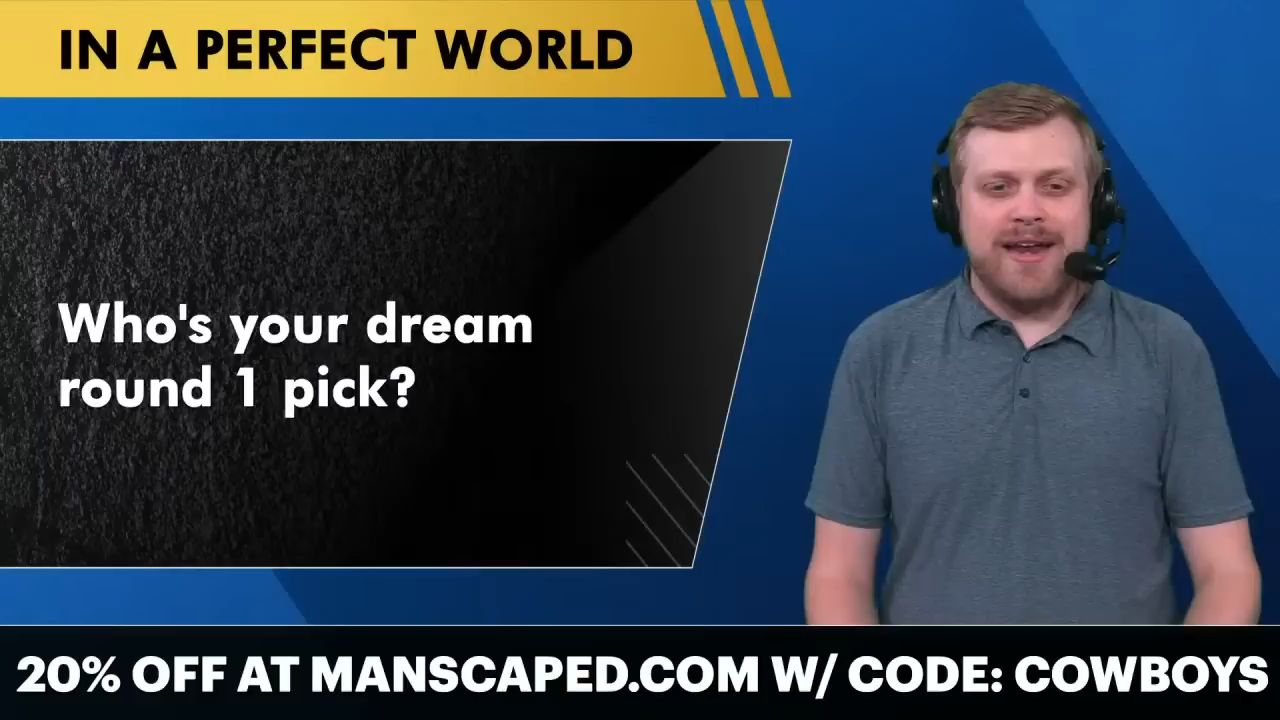 IN A PERFECT WORLD
Who's your dream
round 1 pick?
20% OFF AT MANSCAPED.COM W/ CODE: COWBOYS